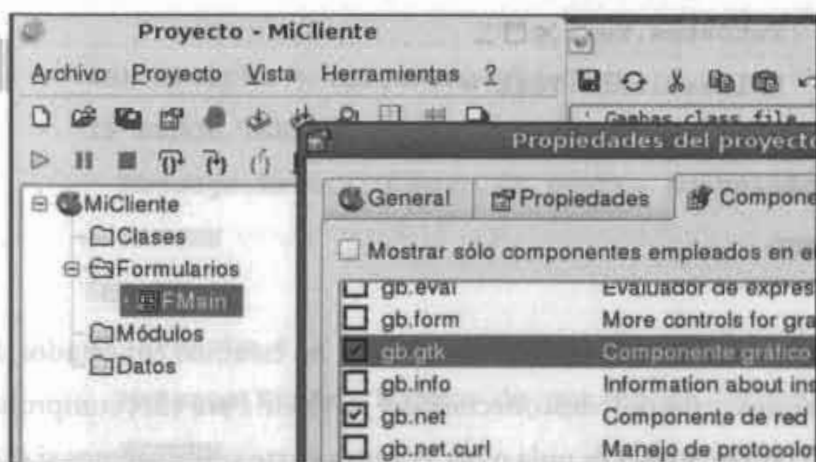 Proyecto - MiCliente
Archivo Proyecto Vista Herramientas ?
' Gambas class file
Propiedades del proyecto
General Propiedades Compone
Mostrar sólo componentes empleados en el
MiCliente
Clases
Formularios
FMain
Módulos
Datos
gb.eval Evaluador de expres
gb.form More controls for gra
gb.gtk Componente gráfico
gb.info Information about ins
gb.net Componente de red
gb.net.curl Manejo de protocolo